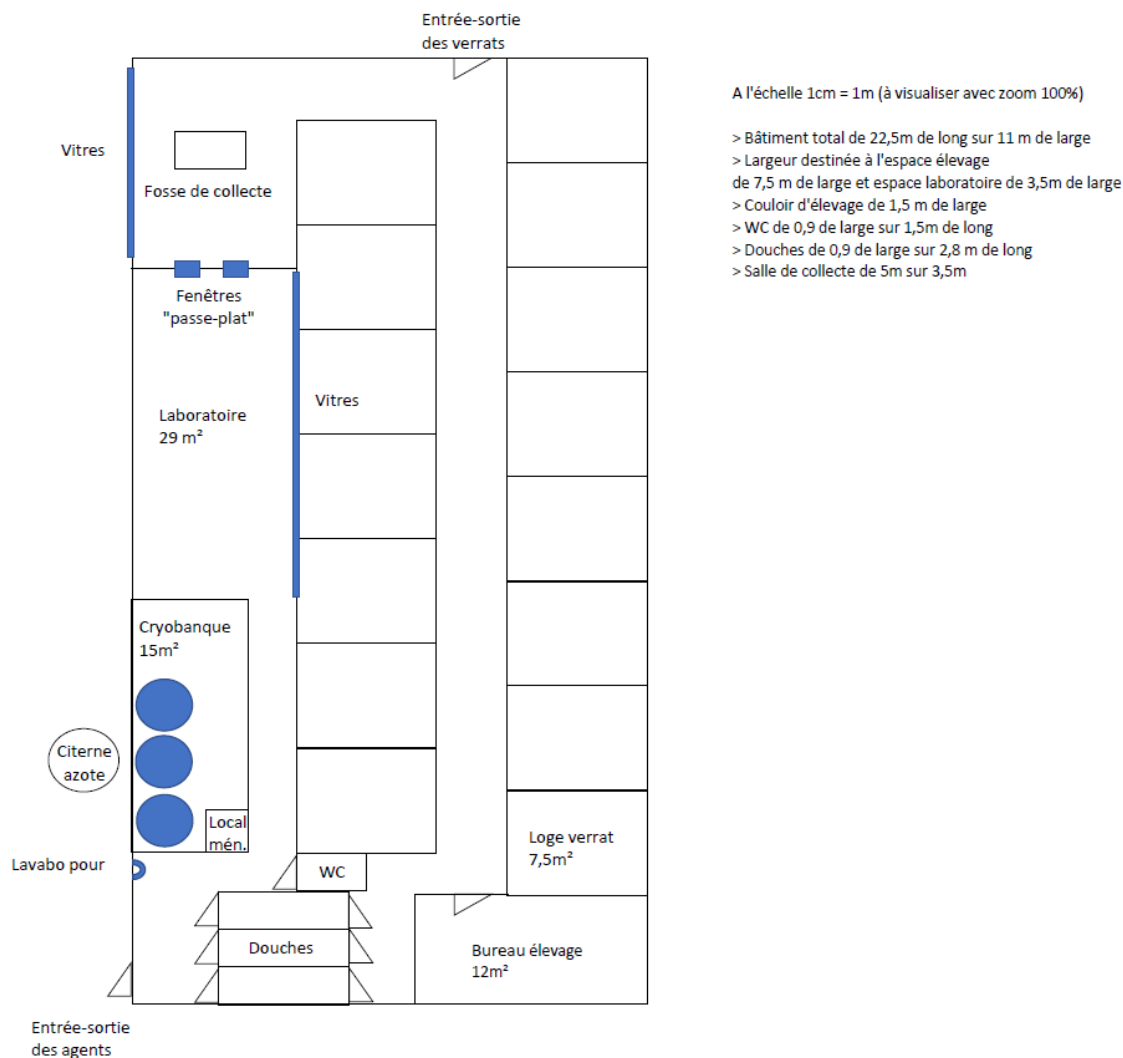 Entrée-sortie
des verrats
A l'échelle 1cm = 1m (à visualiser avec zoom 100%)
> Bâtiment total de 22,5m de long sur 11 m de large
> Largeur destinée à l'espace élevage
de 7,5 m de large et espace laboratoire de 3,5m de large
> Couloir d'élevage de 1,5 m de large
> WC de 0,9 de large sur 1,5m de long
> Douches de 0,9 de large sur 2,8 m de long
> Salle de collecte de 5m sur 3,5m
Vitres
Fosse de collecte
Fenêtres
"passe-plat"
Vitres
Laboratoire
29 m²
Cryobanque
15m²
Citerne
azote
Local
mén.
Loge verrat
7,5m²
Lavabo pour
WC
Douches
Bureau élevage
12m²
Entrée-sortie
des agents